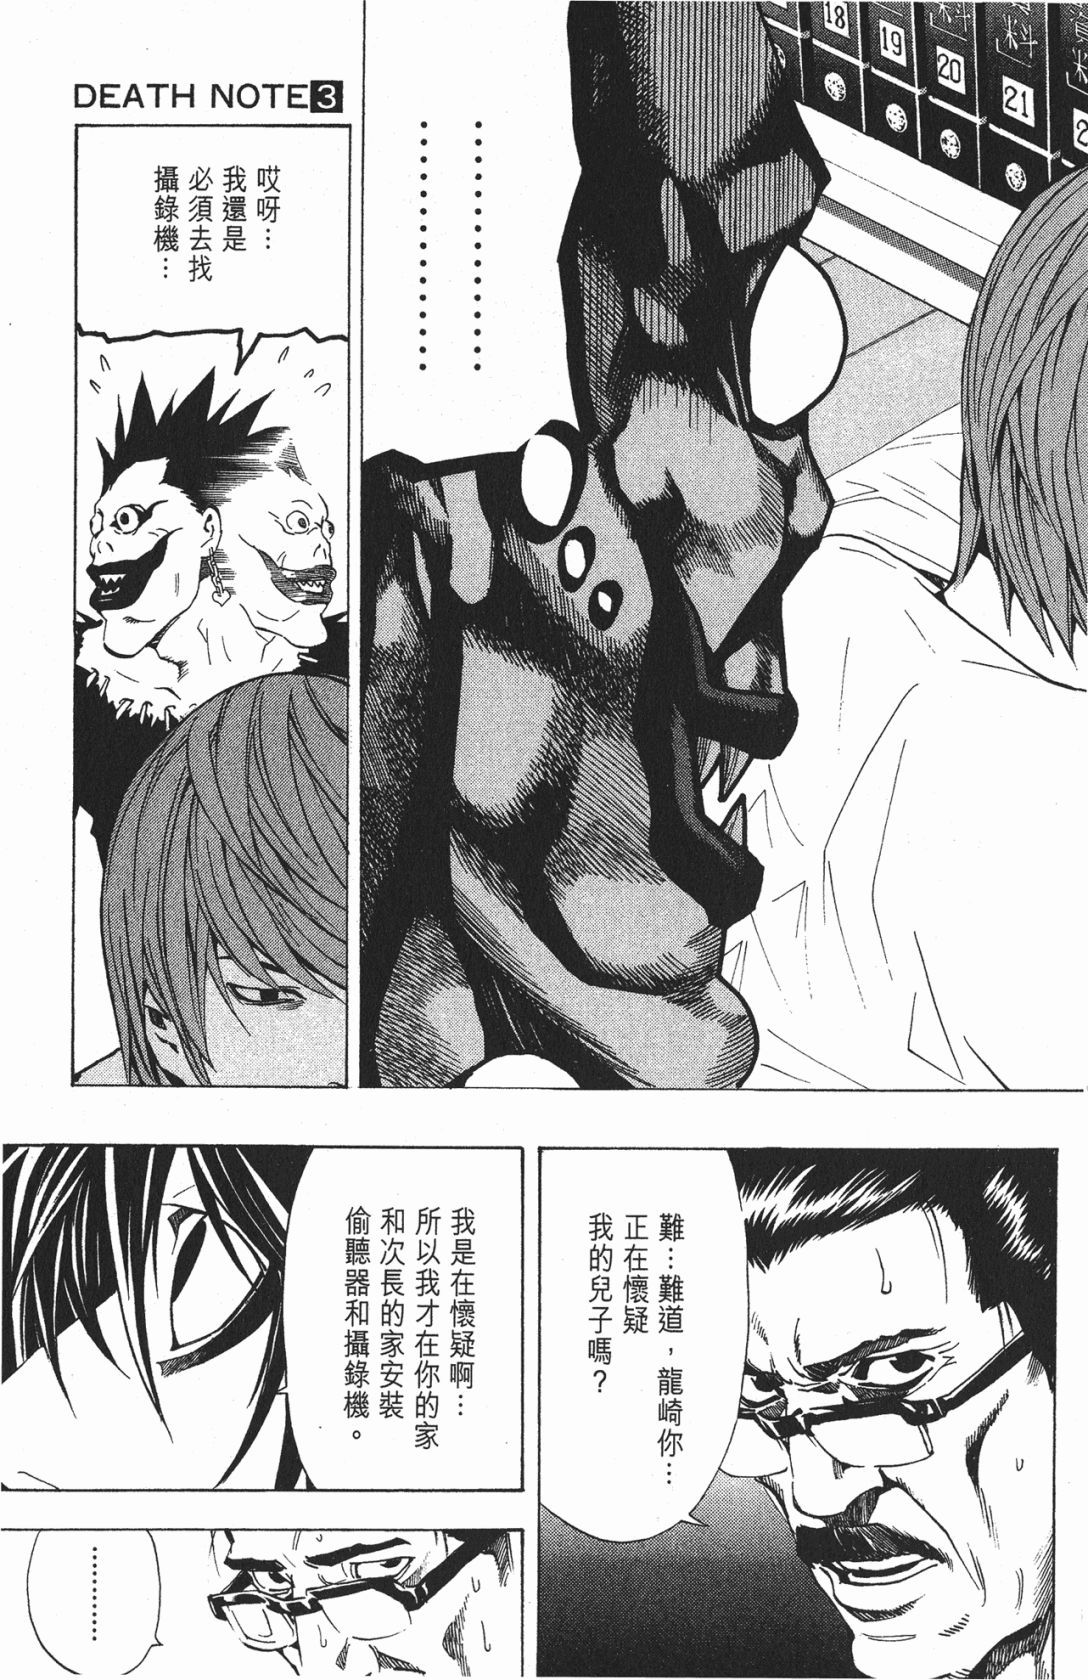 DEATH NOTE 3
18
19
20
21
2
料」
料」
料」
…………………
…………………
哎呀…
我還是
必須去找
攝錄機…
難…難道，龍崎你…
正在懷疑
我的兒子嗎？
我是在懷疑啊…
所以我才在你的家
和次長的家安裝
偷聽器和攝錄機。
…………